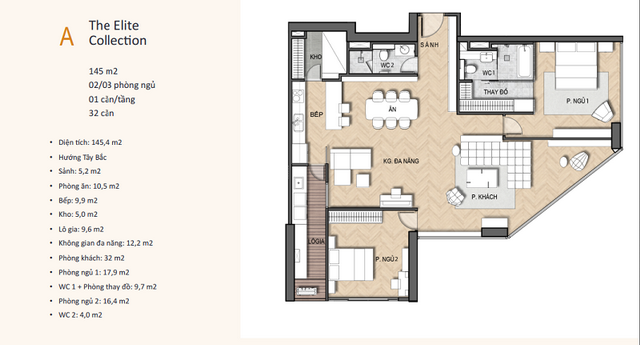 A
The Elite
Collection
145 m2
02/03 phòng ngủ
01 căn/tầng
32 căn
• Diện tích: 145,4 m2
• Hướng Tây Bắc
• Sảnh: 5,2 m2
• Phòng ăn: 10,5 m2
• Bếp: 9,9 m2
• Kho: 5,0 m2
• Lô gia: 9,6 m2
• Không gian đa năng: 12,2 m2
• Phòng khách: 32 m2
• Phòng ngủ 1: 17,9 m2
• WC 1 + Phòng thay đồ: 9,7 m2
• Phòng ngủ 2: 16,4 m2
• WC 2: 4,0 m2
SẢNH
KHO
WC 2
WC 1
THAY ĐỒ
P. NGỦ 1
BẾP
ĂN
KG. ĐA NĂNG
P. KHÁCH
LÔGIA
P. NGỦ 2